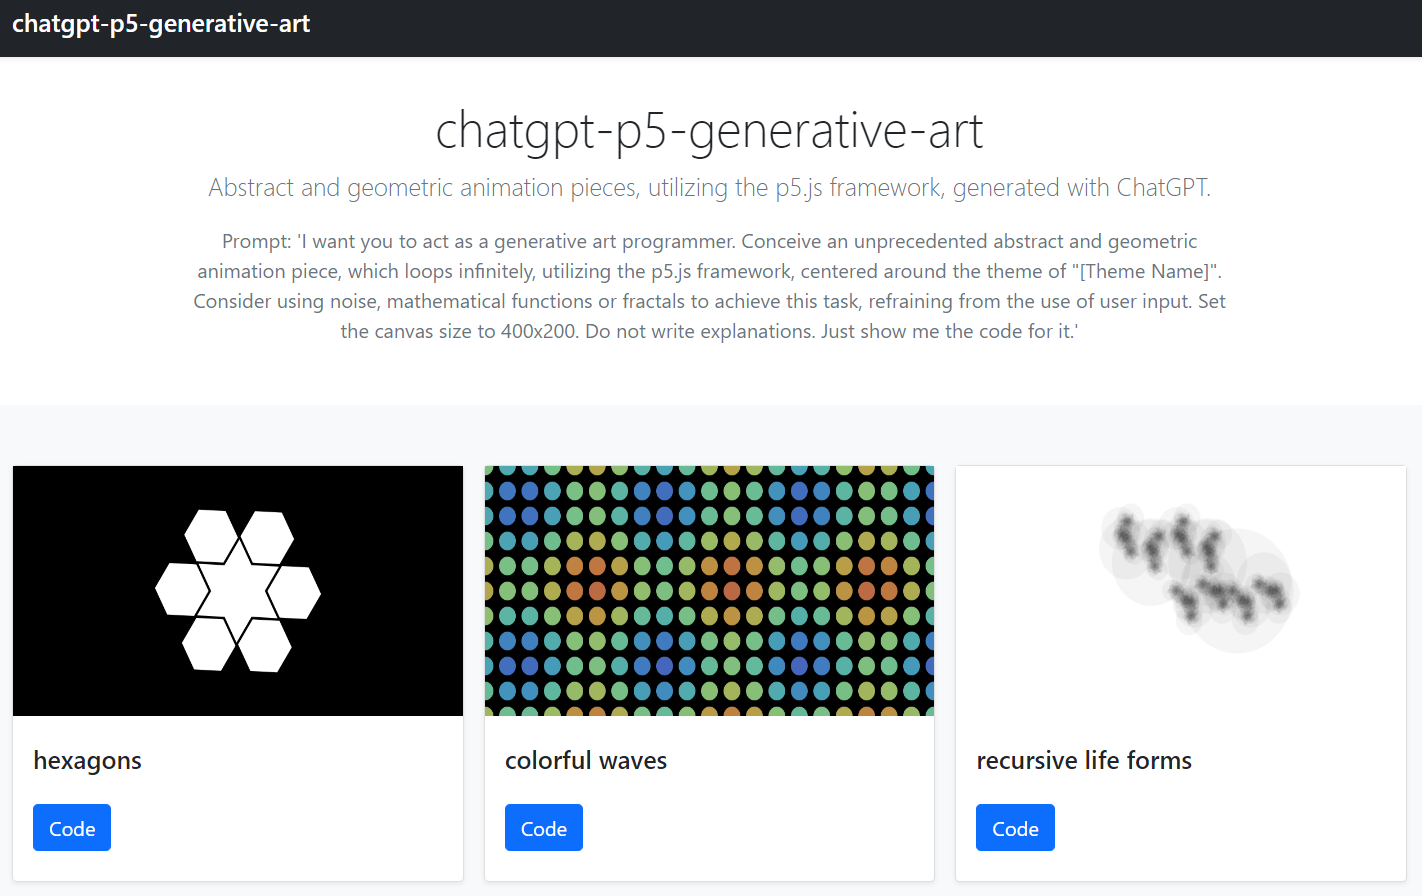 chatgpt-p5-generative-art
chatgpt-p5-generative-art
Abstract and geometric animation pieces, utilizing the p5.js framework, generated with ChatGPT.
Prompt: 'I want you to act as a generative art programmer. Conceive an unprecedented abstract and geometric
animation piece, which loops infinitely, utilizing the p5.js framework, centered around the theme of "[Theme Name]".
Consider using noise, mathematical functions or fractals to achieve this task, refraining from the use of user input. Set
the canvas size to 400x200. Do not write explanations. Just show me the code for it.'
hexagons
colorful waves
recursive life forms
Code
Code
Code